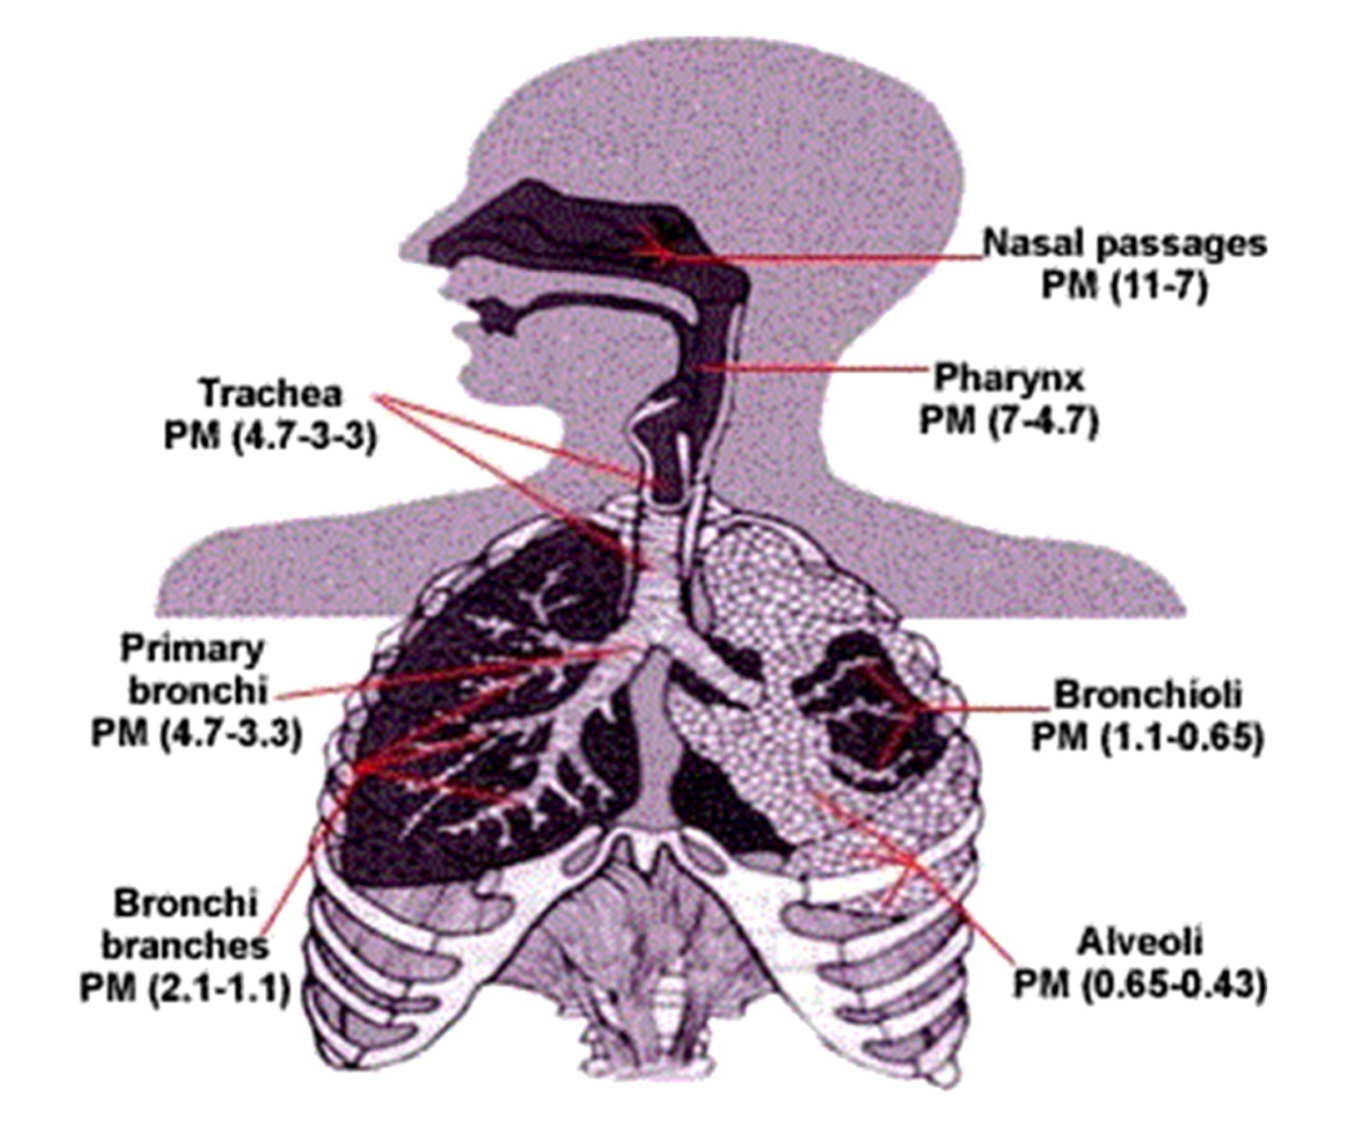 Nasal passages
PM (11-7)
Pharynx
PM (7-4.7)
Trachea
PM (4.7-3-3)
Primary
bronchi
PM (4.7-3.3)
Bronchioli
PM (1.1-0.65)
Bronchi
branches
PM (2.1-1.1)
Alveoli
PM (0.65-0.43)